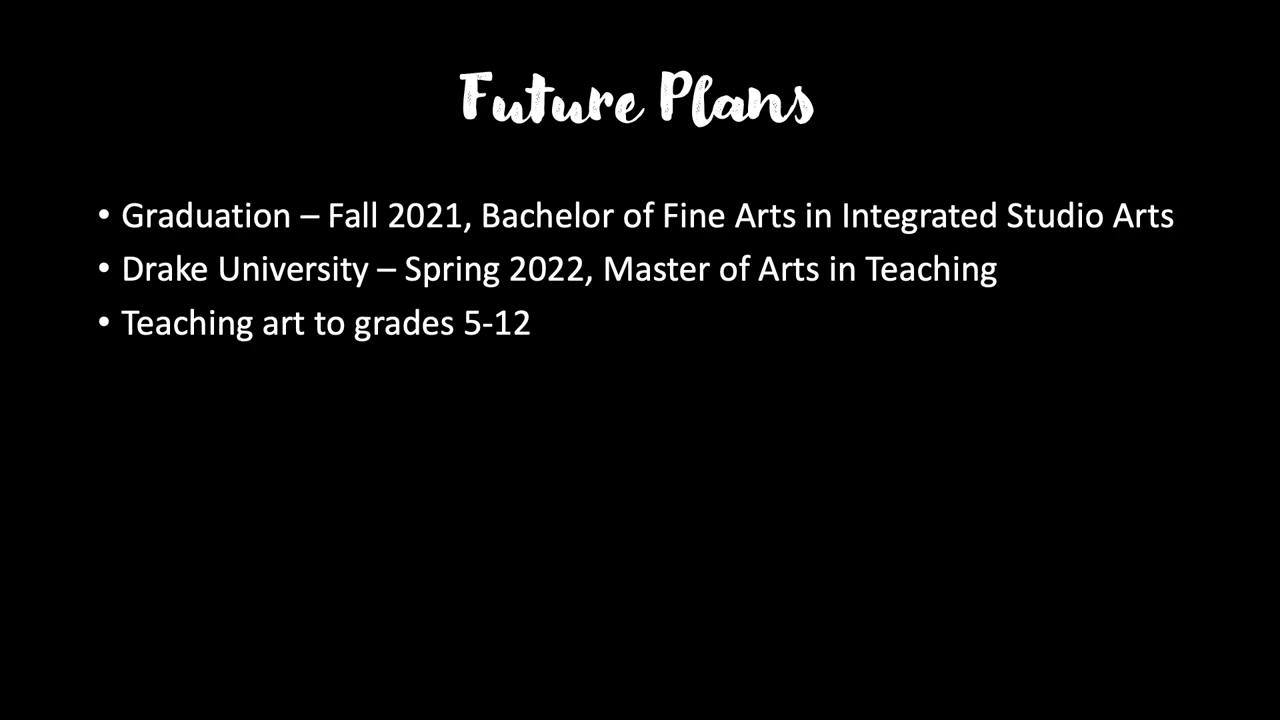 Future Plans
• Graduation – Fall 2021, Bachelor of Fine Arts in Integrated Studio Arts
• Drake University – Spring 2022, Master of Arts in Teaching
• Teaching art to grades 5-12